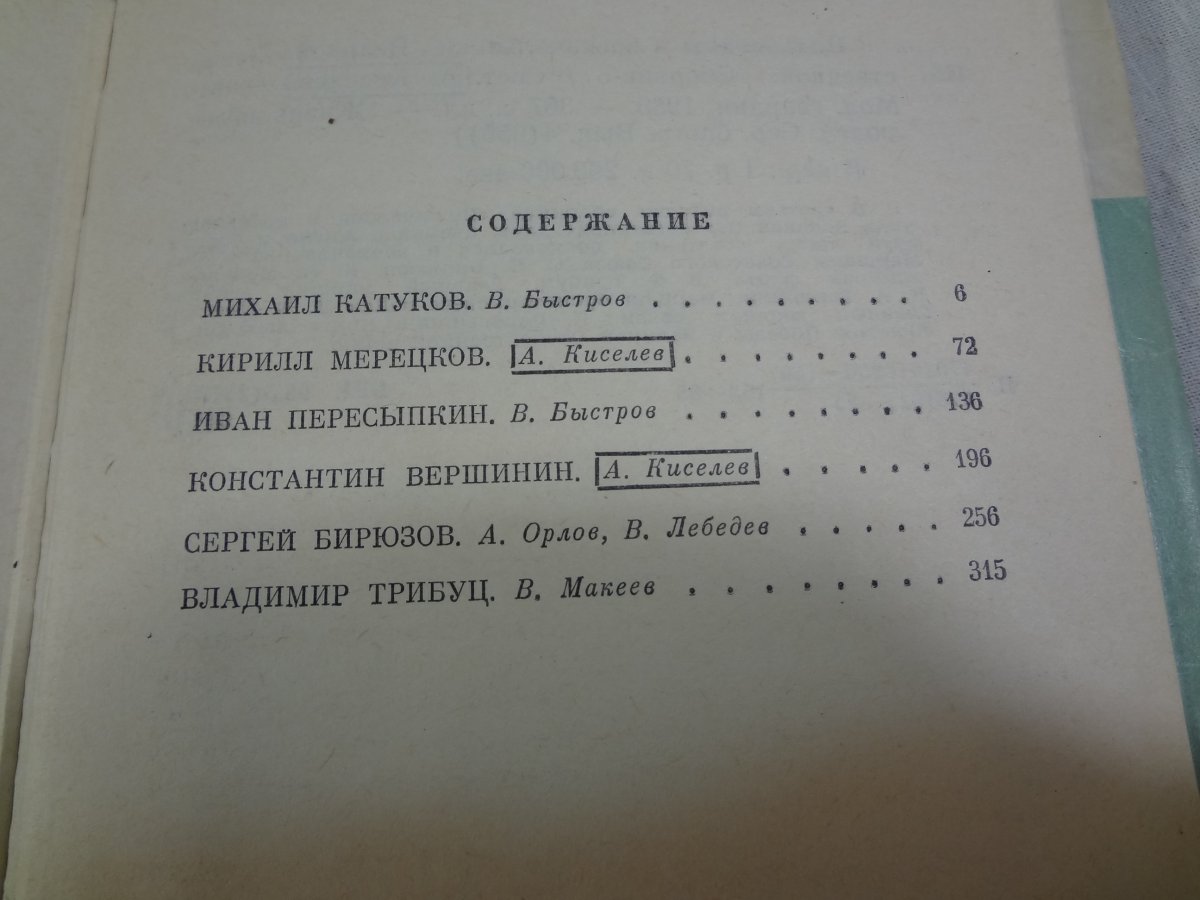 СОДЕРЖАНИЕ
МИХАИЛ КАТУКОВ. В. Быстров . . . . . . . . . 6
КИРИЛЛ МЕРЕЦКОВ. А. Киселев . . . . . . . . 72
ИВАН ПЕРЕСЫПКИН. В. Быстров . . . . . . . . 136
КОНСТАНТИН ВЕРШИНИН. А. Киселев . . . . . 196
СЕРГЕЙ БИРЮЗОВ. А. Орлов, В. Лебедев . . . . . 256
ВЛАДИМИР ТРИБУЦ. В. Макеев . . . . . . . . 315